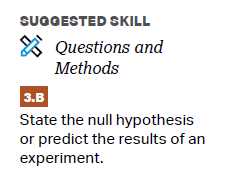 SUGGESTED SKILL
Questions and
Methods
3.B
State the null hypothesis
or predict the results of an
experiment.